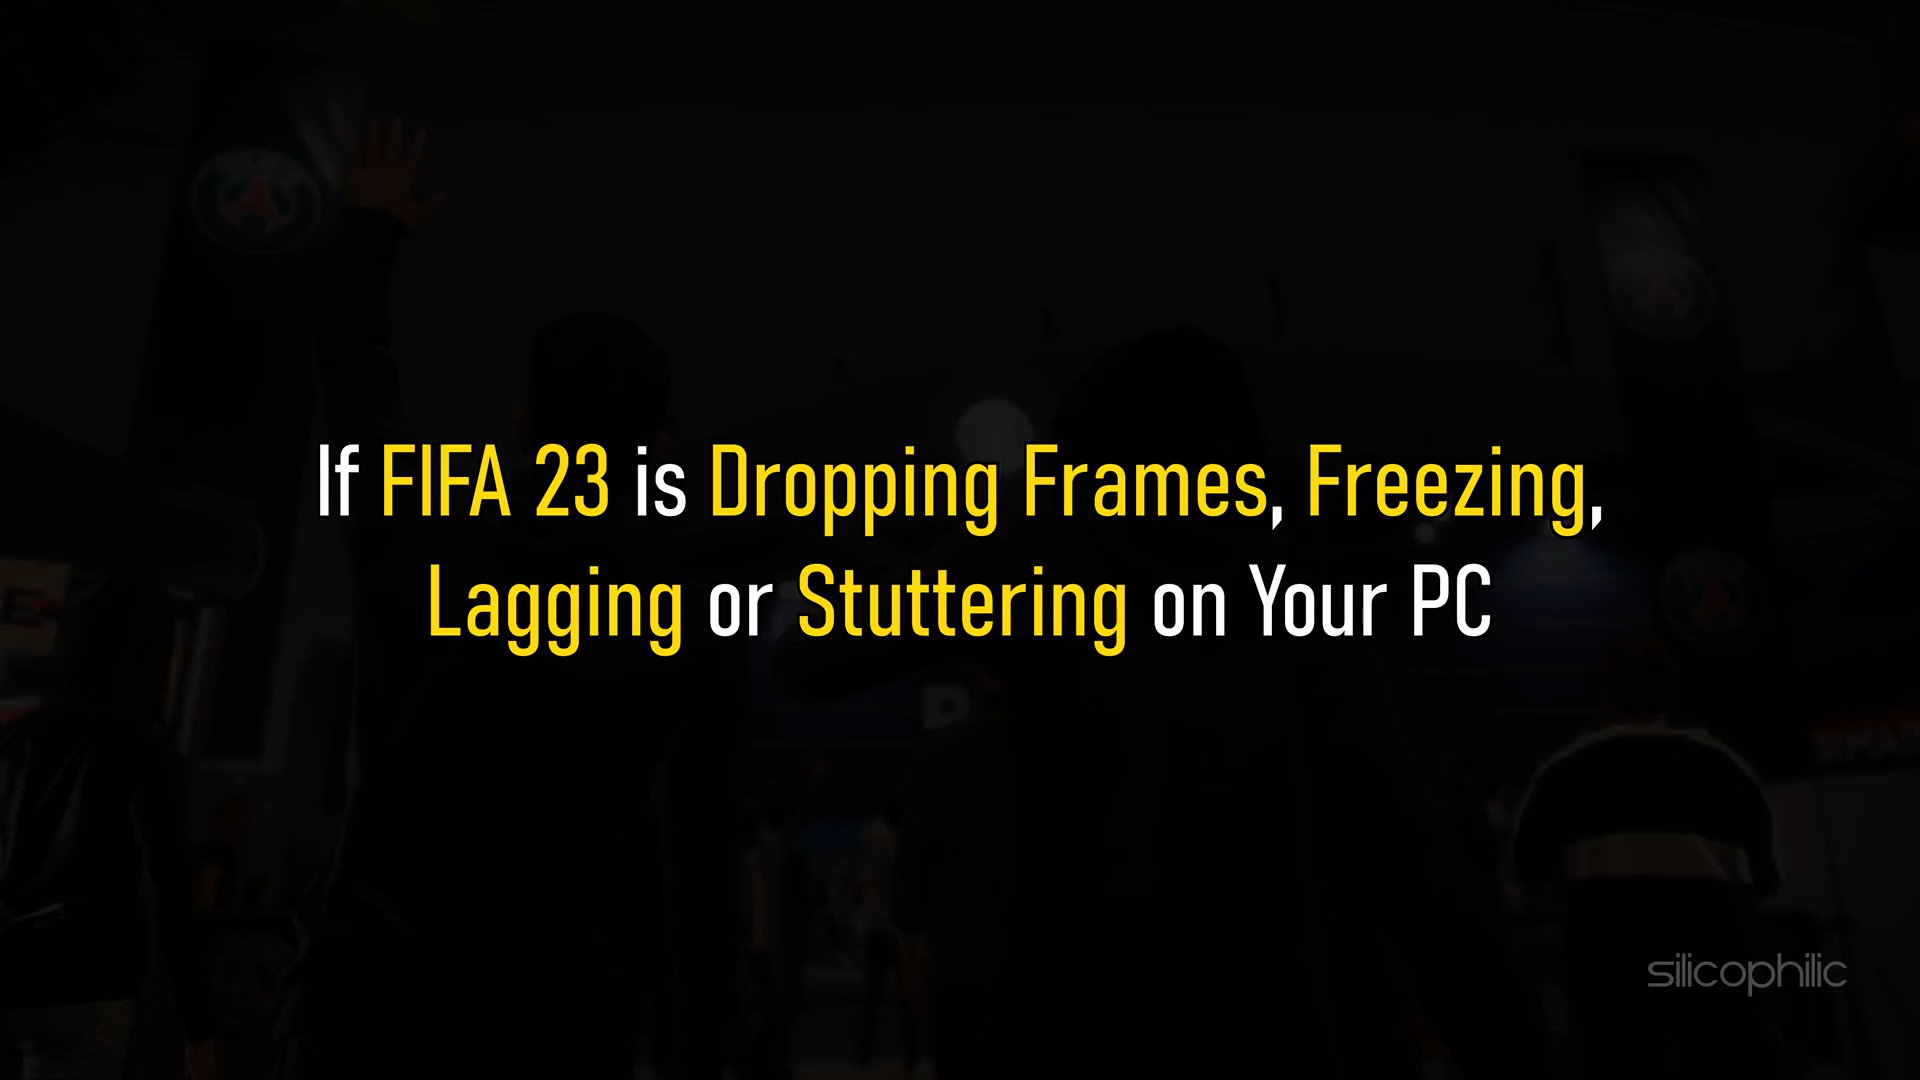 If FIFA 23 is Dropping Frames, Freezing,
Lagging or Stuttering on Your PC
silicophilic